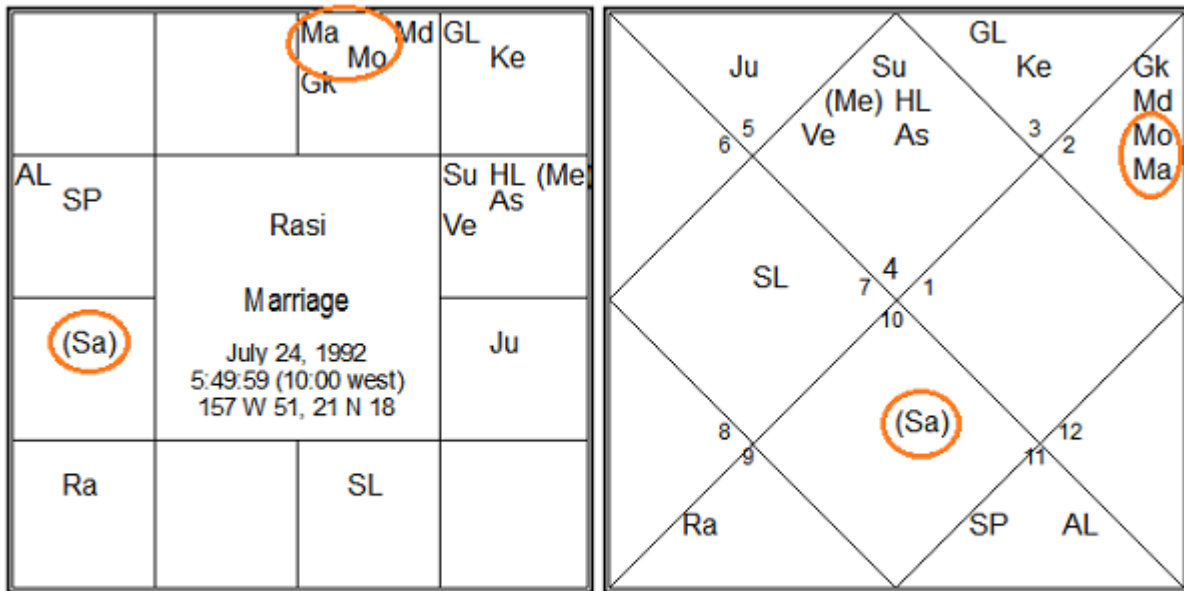 Ma Md GL
Mo Ke
Gk
AL Su HL (Me)
SP As
Ve
Rasi
Marriage
(Sa) July 24, 1992 Ju
5:49:59 (10:00 west)
157 W 51, 21 N 18
Ra SL
GL
Ju Su Ke Gk
(Me) HL Md
Ve As Mo
5 3
6 2
Ma
SL 4
7 1
10
(Sa)
8 12
9 11
Ra SP AL